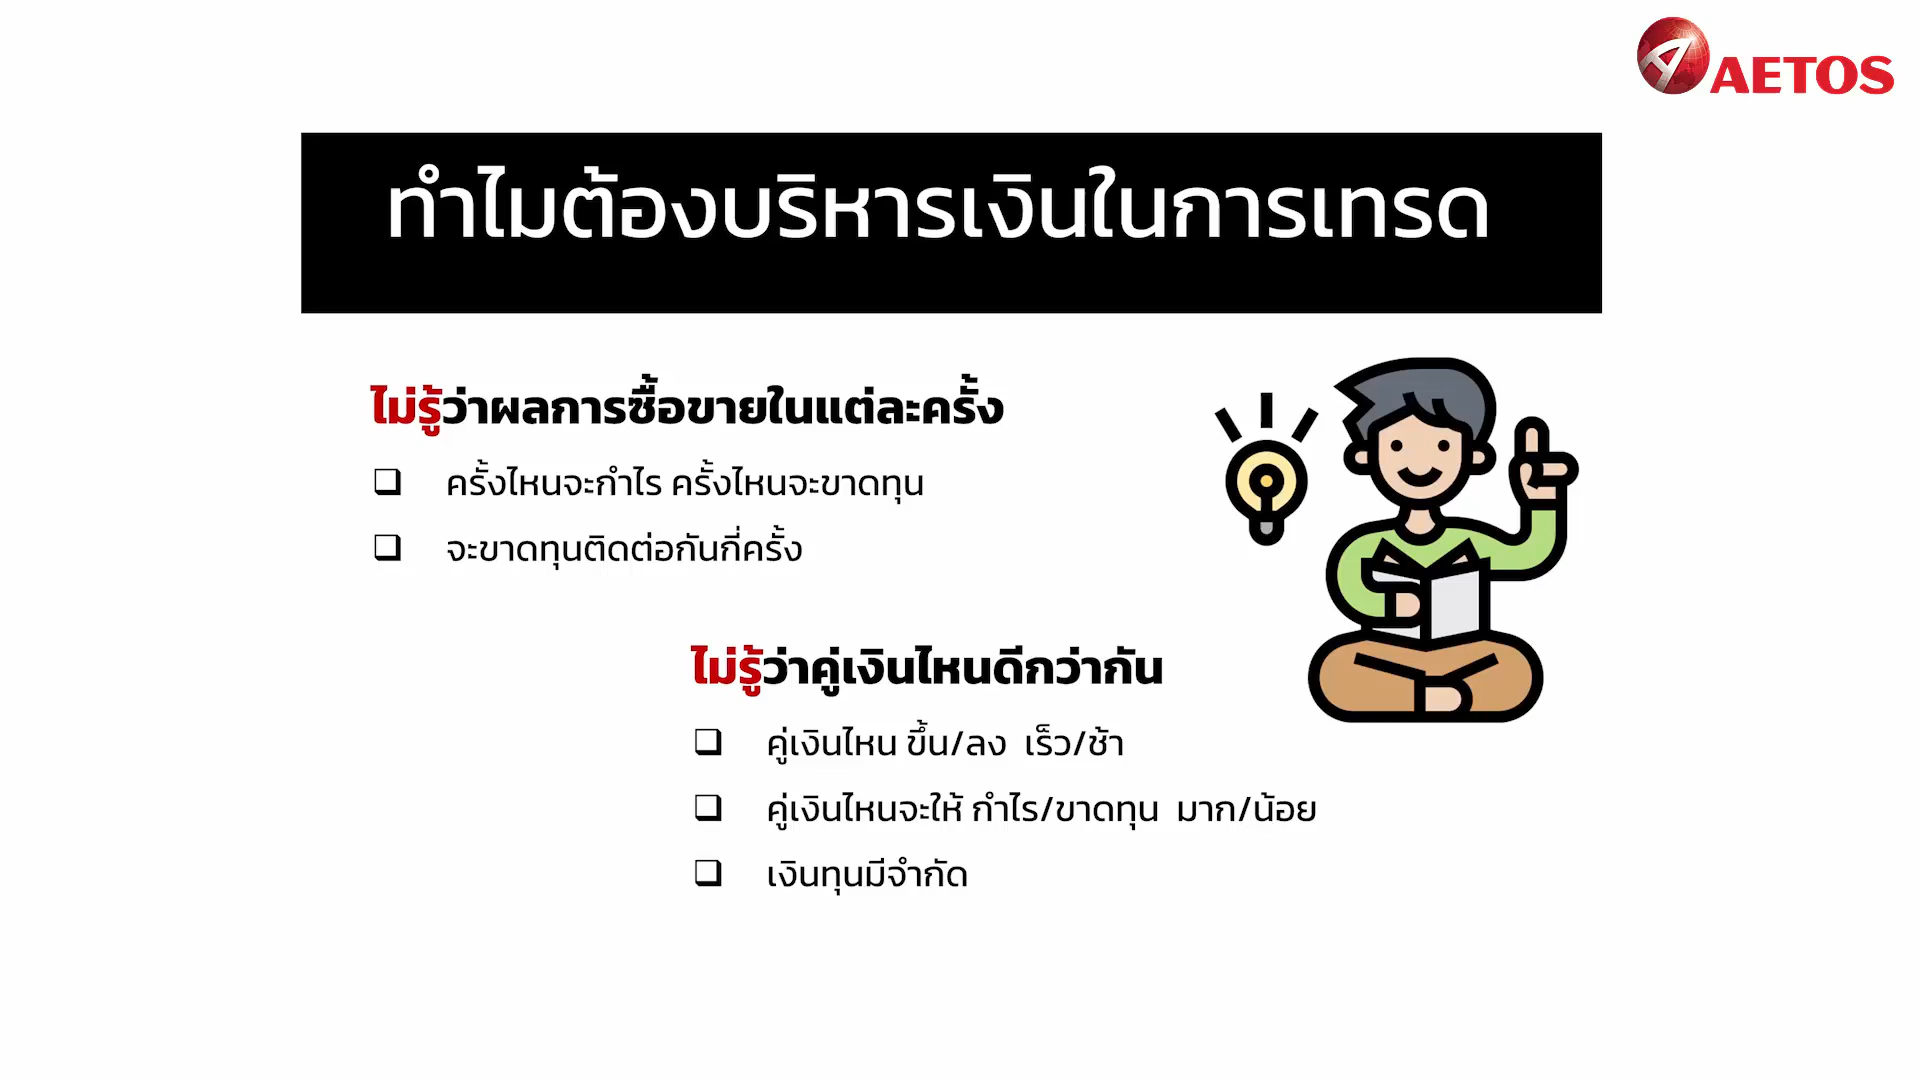 AETOS
ทำไมต้องบริหารเงินในการเทรด
ไม่รู้ว่าผลการซื้อขายในแต่ละครั้ง
❑ ครั้งไหนจะกำไร ครั้งไหนจะขาดทุน
❑ จะขาดทุนติดต่อกันกี่ครั้ง
ไม่รู้ว่าคู่เงินไหนดีกว่ากัน
❑ คู่เงินไหน ขึ้น/ลง เร็ว/ช้า
❑ คู่เงินไหนจะให้ กำไร/ขาดทุน มาก/น้อย
❑ เงินทุนมีจำกัด